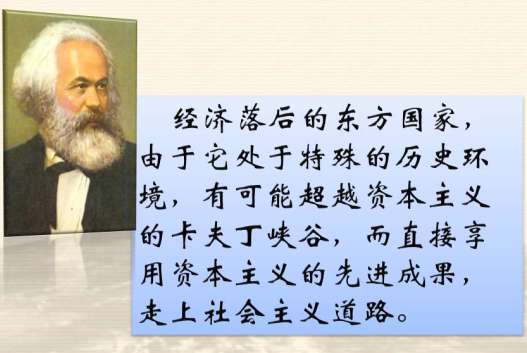 经济落后的东方国家，
由于它处于特殊的历史环
境，有可能超越资本主义
的卡夫丁峡谷，而直接享
用资本主义的先进成果，
走上社会主义道路。